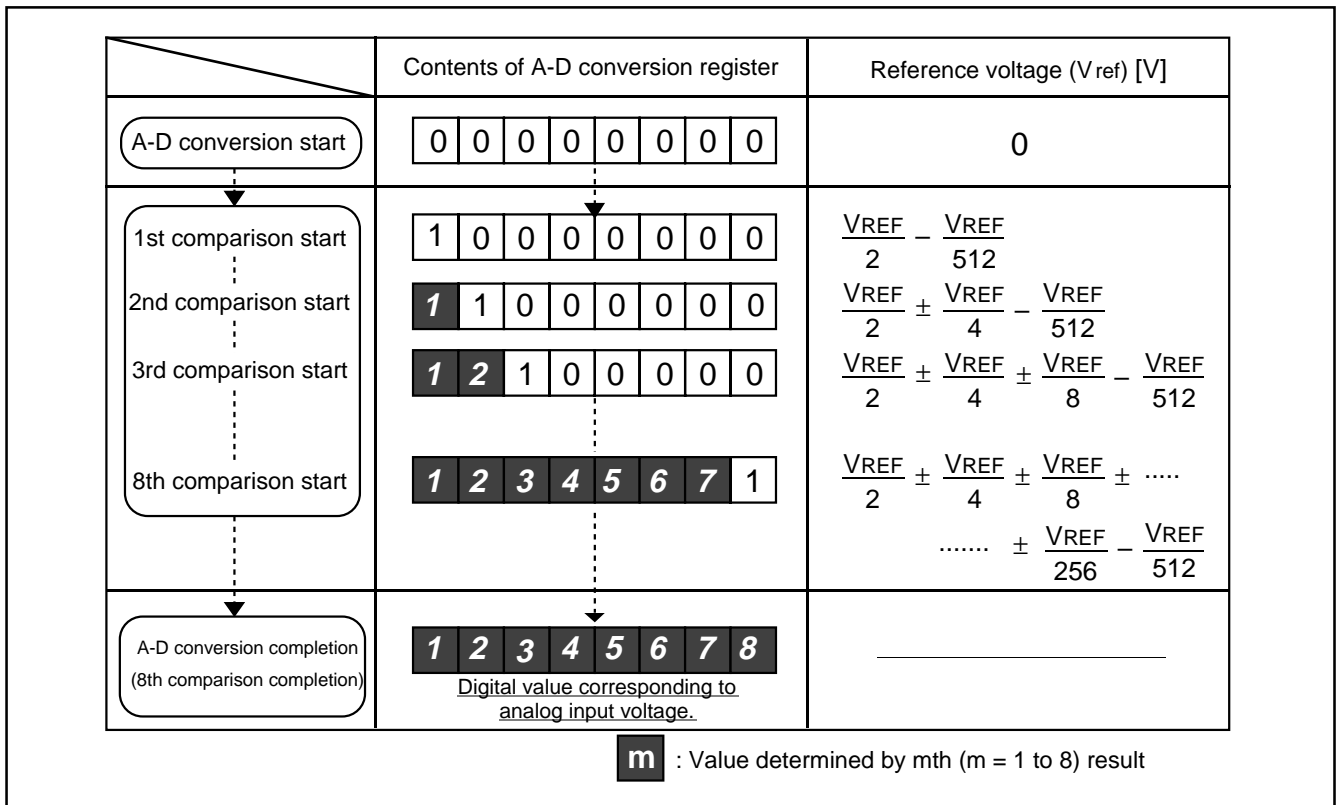 Contents of A-D conversion register
Reference voltage (Vref) [V]
A-D conversion start
0 0 0 0 0 0 0 0
0
1st comparison start
1 0 0 0 0 0 0 0
VREF/2 – VREF/512
2nd comparison start
1 1 0 0 0 0 0 0
VREF/2 ± VREF/4 – VREF/512
3rd comparison start
1 2 1 0 0 0 0 0
VREF/2 ± VREF/4 ± VREF/8 – VREF/512
8th comparison start
1 2 3 4 5 6 7 1
VREF/2 ± VREF/4 ± VREF/8 ± .....
....... ± VREF/256 – VREF/512
A-D conversion completion
(8th comparison completion)
1 2 3 4 5 6 7 8
Digital value corresponding to
analog input voltage.
m : Value determined by mth (m = 1 to 8) result